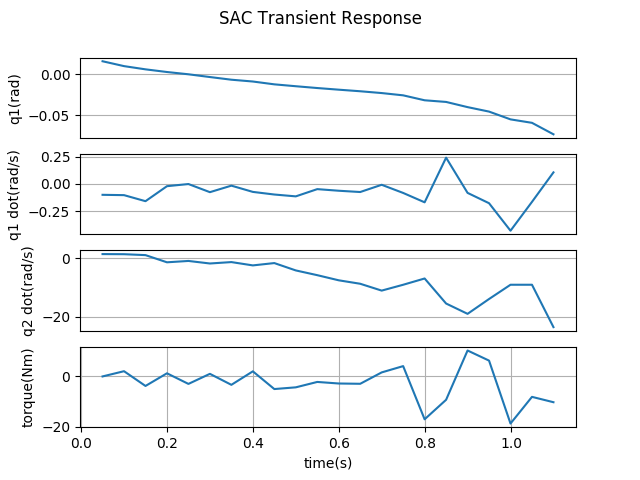 SAC Transient Response
q1(rad)
0.00
−0.05
q1 dot(rad/s)
0.25
0.00
−0.25
q2 dot(rad/s)
0
−20
torque(Nm)
0
−20
0.0 0.2 0.4 0.6 0.8 1.0
time(s)